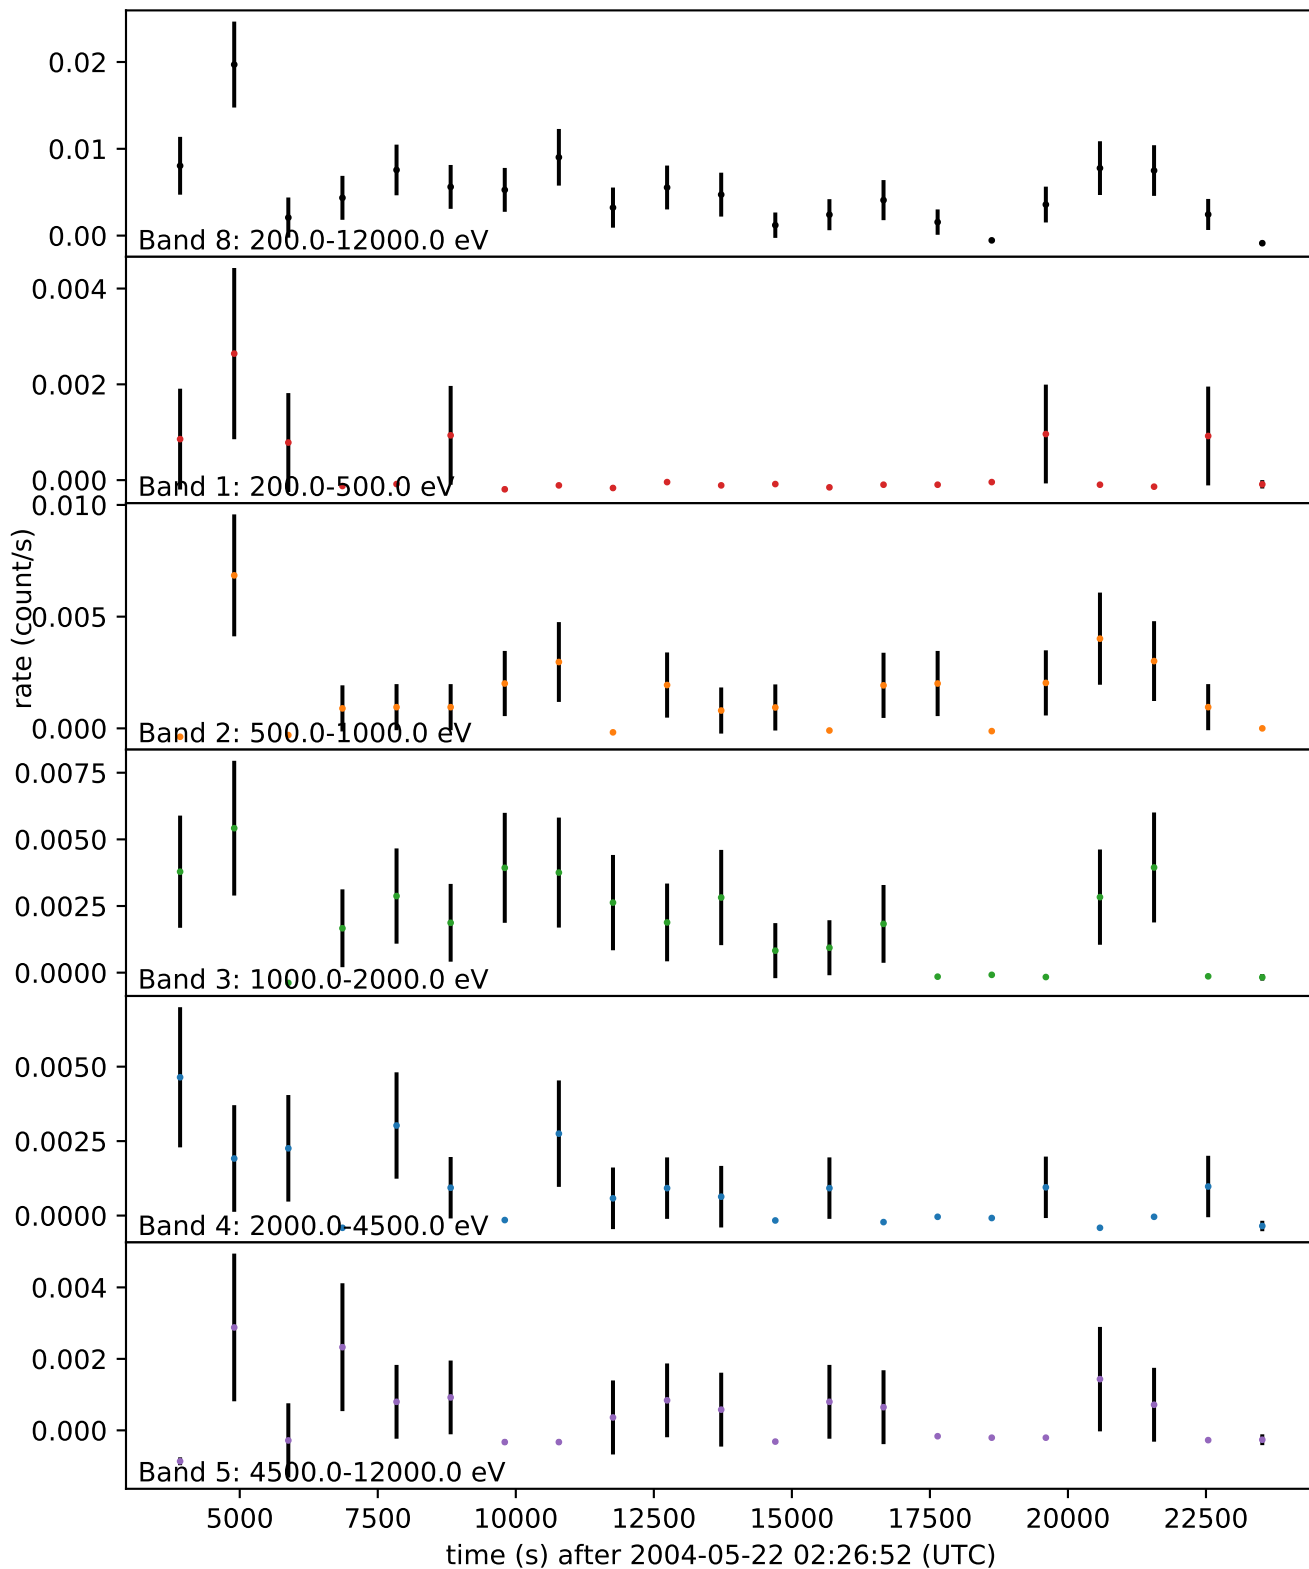 0.02
0.01
0.00
Band 8: 200.0-12000.0 eV
0.004
0.002
0.000
Band 1: 200.0-500.0 eV
0.010
0.005
0.000
Band 2: 500.0-1000.0 eV
rate (count/s)
0.0075
0.0050
0.0025
0.0000
Band 3: 1000.0-2000.0 eV
0.0050
0.0025
0.0000
Band 4: 2000.0-4500.0 eV
0.004
0.002
0.000
Band 5: 4500.0-12000.0 eV
5000 7500 10000 12500 15000 17500 20000 22500
time (s) after 2004-05-22 02:26:52 (UTC)